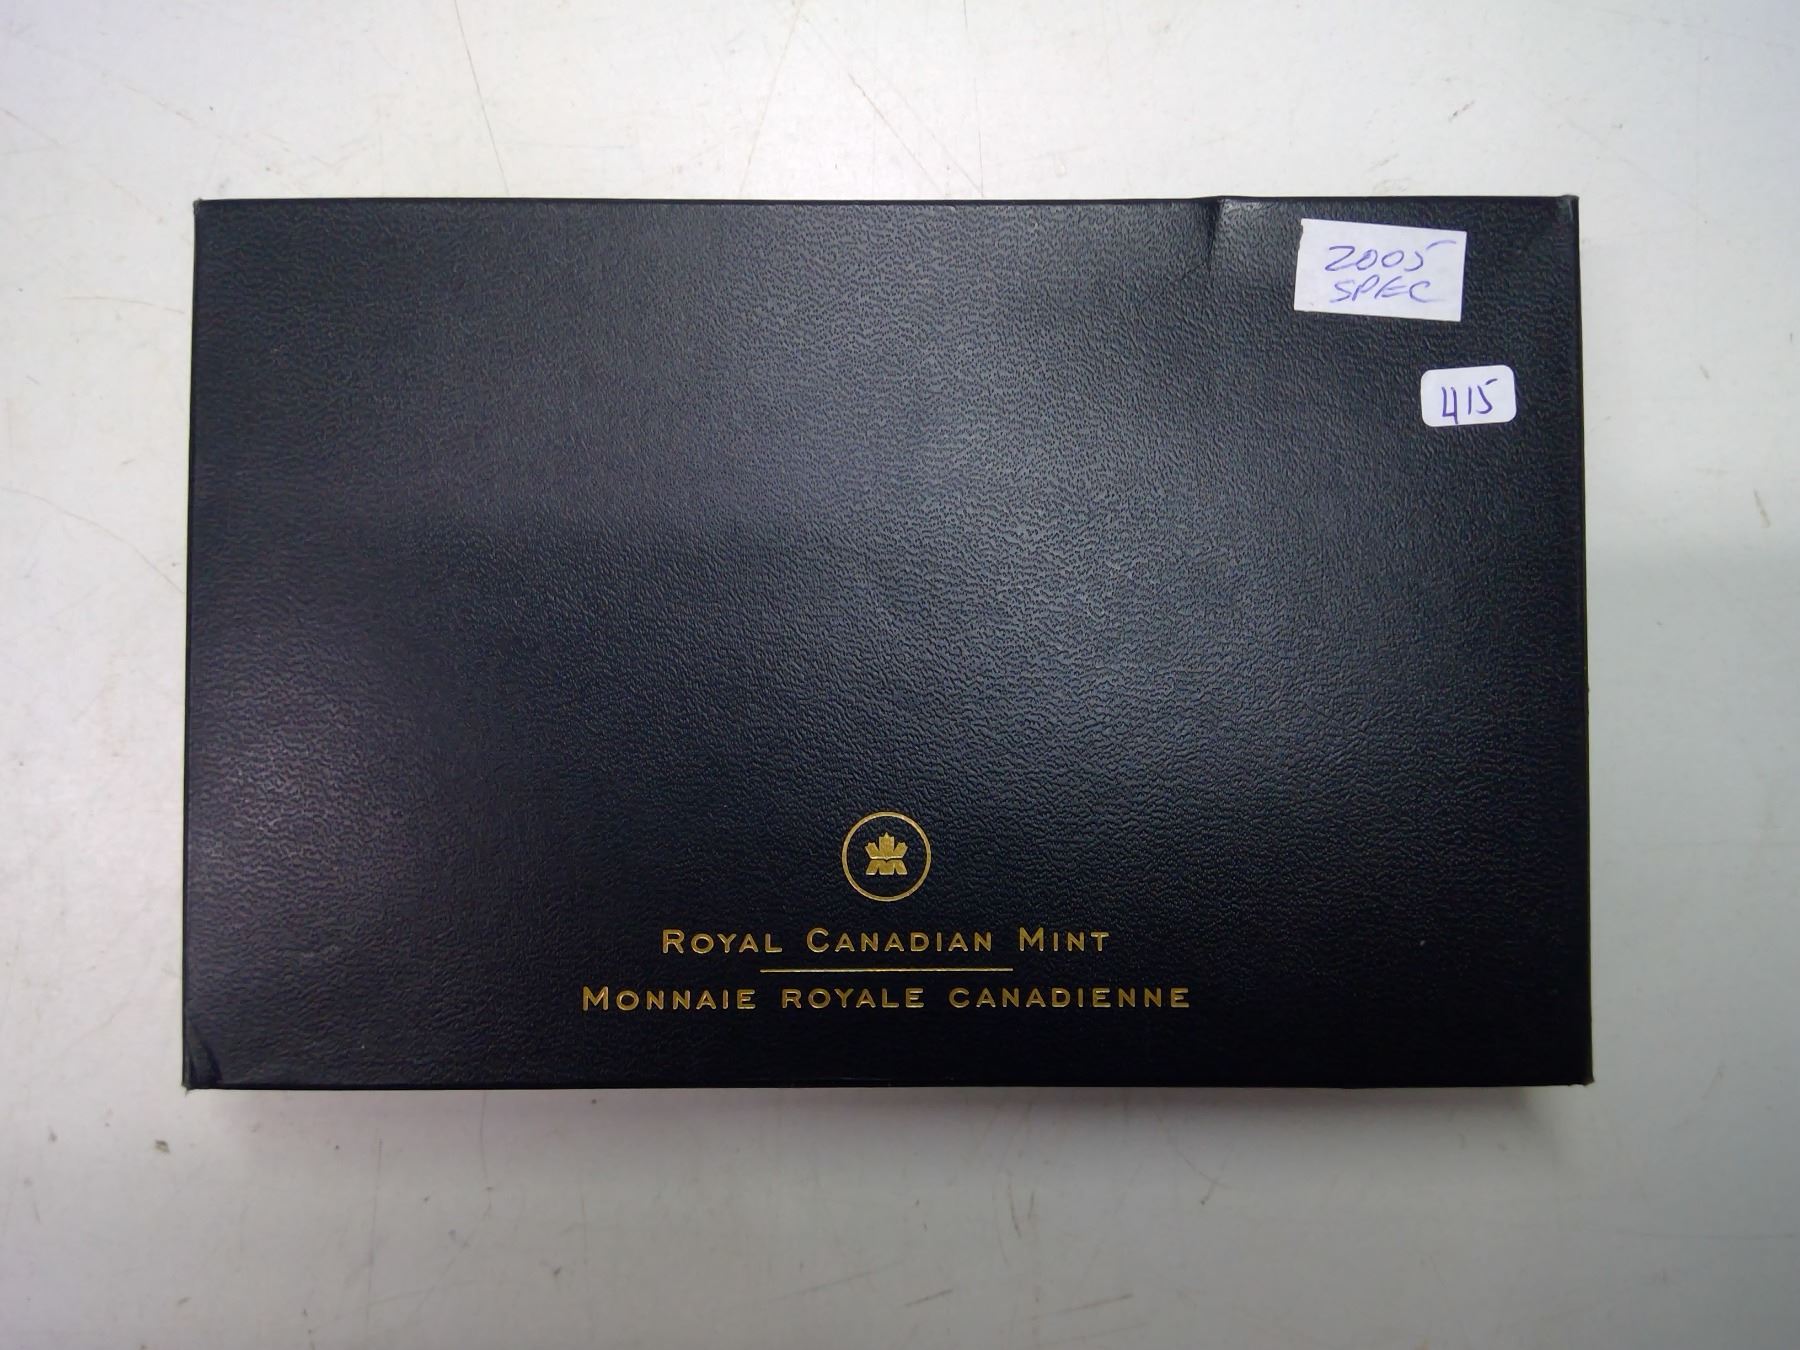 2005
SPEC
415
ROYAL CANADIAN MINT
MONNAIE ROYALE CANADIENNE